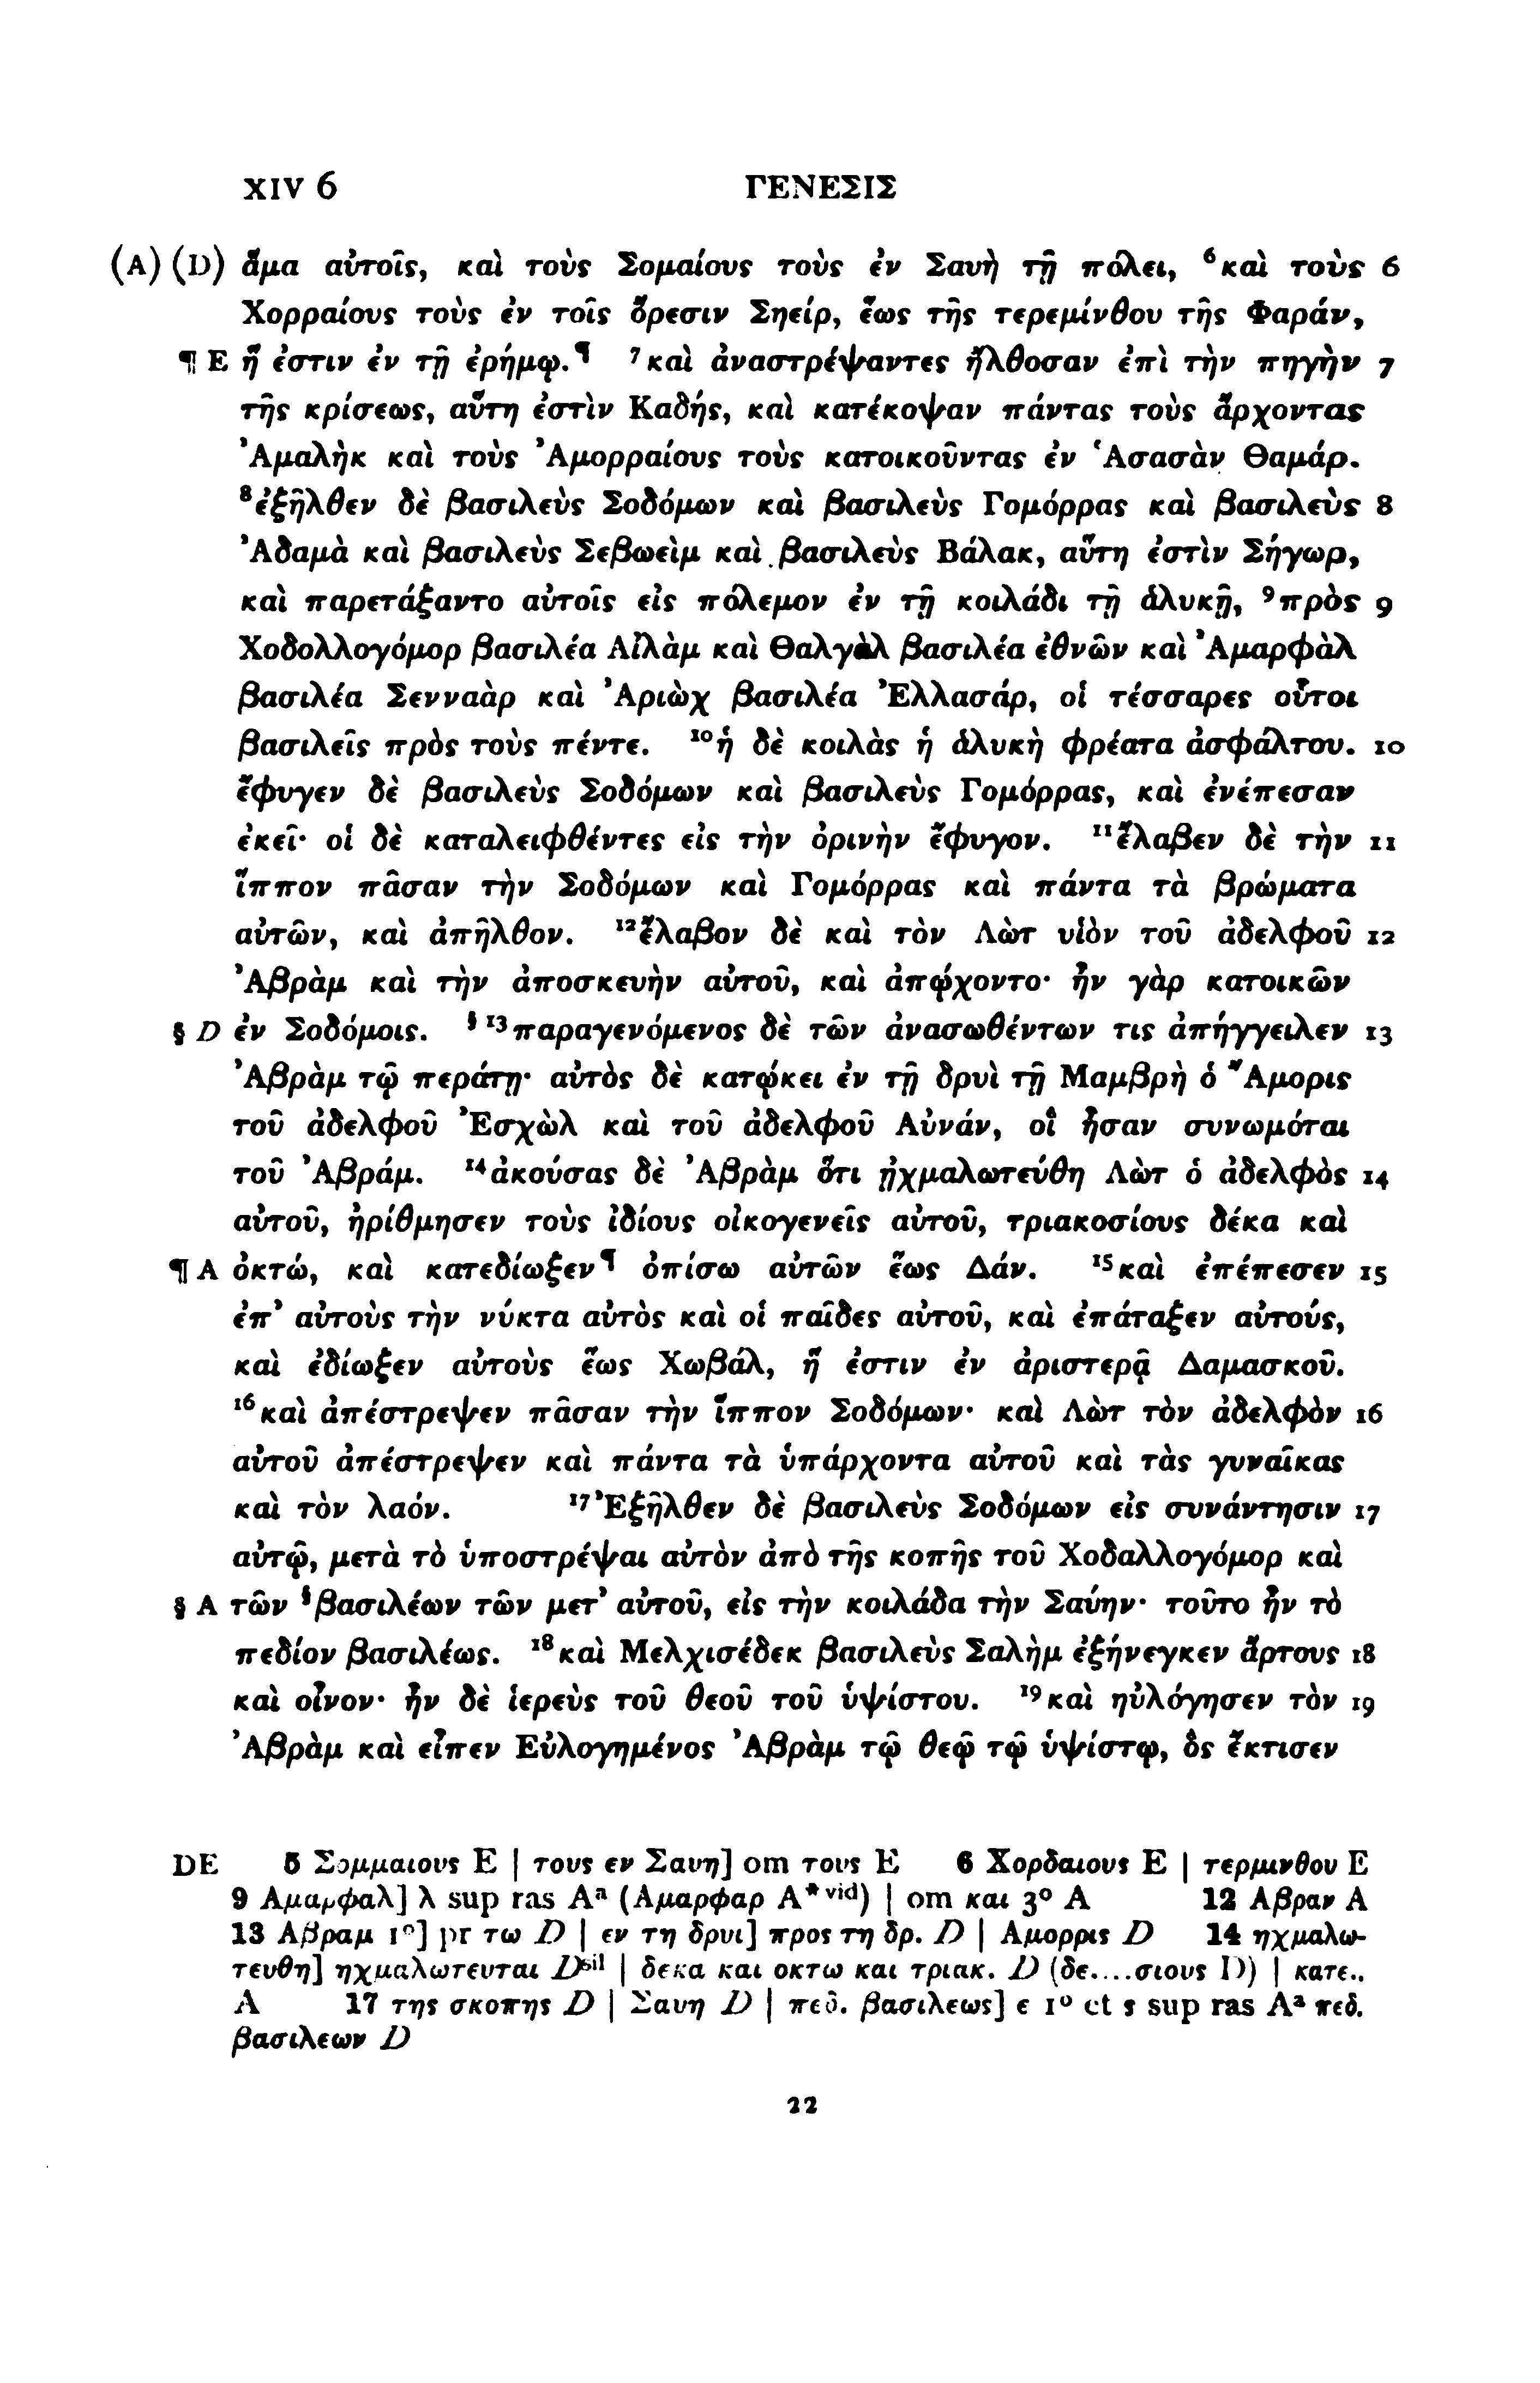 XIV 6 ΓΕΝΕΣΙΣ
(A) (D) ἅμα αὐτοῖς, καὶ τοὺς Σομαίους τοὺς ἐν Σαυὴ τῇ πόλει, ⁶καὶ τοὺς 6
Χορραίους τοὺς ἐν τοῖς ὄρεσιν Σηείρ, ἕως τῆς τερεμίνθου τῆς Φαράν,
¶ E ἥ ἐστιν ἐν τῇ ἐρήμῳ.¶ ⁷καὶ ἀναστρέψαντες ἤλθοσαν ἐπὶ τὴν πηγὴν 7
τῆς κρίσεως, αὕτη ἐστὶν Καδής, καὶ κατέκοψαν πάντας τοὺς ἄρχοντας
Ἀμαλὴκ καὶ τοὺς Ἀμορραίους τοὺς κατοικοῦντας ἐν Ἁσασὰν Θαμάρ.
⁸ἐξῆλθεν δὲ βασιλεὺς Σοδόμων καὶ βασιλεὺς Γομόρρας καὶ βασιλεὺς 8
Ἀδαμὰ καὶ βασιλεὺς Σεβωεὶμ καὶ βασιλεὺς Βάλακ, αὕτη ἐστὶν Σήγωρ,
καὶ παρετάξαντο αὐτοῖς εἰς πόλεμον ἐν τῇ κοιλάδι τῇ ἁλυκῇ, ⁹πρὸς 9
Χοδολλογόμορ βασιλέα Αἰλὰμ καὶ Θαλγὰλ βασιλέα ἐθνῶν καὶ Ἀμαρφὰλ
βασιλέα Σενναὰρ καὶ Ἀριὼχ βασιλέα Ἑλλασάρ, οἱ τέσσαρες οὗτοι
βασιλεῖς πρὸς τοὺς πέντε. ¹⁰ἡ δὲ κοιλὰς ἡ ἁλυκὴ φρέατα ἀσφάλτου. 10
ἔφυγεν δὲ βασιλεὺς Σοδόμων καὶ βασιλεὺς Γομόρρας, καὶ ἐνέπεσαν
ἐκεῖ· οἱ δὲ καταλειφθέντες εἰς τὴν ὀρινὴν ἔφυγον. ¹¹ἔλαβεν δὲ τὴν 11
ἵππον πᾶσαν τὴν Σοδόμων καὶ Γομόρρας καὶ πάντα τὰ βρώματα
αὐτῶν, καὶ ἀπῆλθον. ¹²ἔλαβον δὲ καὶ τὸν Λὼτ υἱὸν τοῦ ἀδελφοῦ 12
Ἀβρὰμ καὶ τὴν ἀποσκευὴν αὐτοῦ, καὶ ἀπῴχοντο· ἦν γὰρ κατοικῶν
§ D ἐν Σοδόμοις. §¹³παραγενόμενος δὲ τῶν ἀνασωθέντων τις ἀπήγγειλεν 13
Ἀβρὰμ τῷ περάτῃ· αὐτὸς δὲ κατῴκει ἐν τῇ δρυὶ τῇ Μαμβρὴ ὁ Ἄμορις
τοῦ ἀδελφοῦ Ἐσχὼλ καὶ τοῦ ἀδελφοῦ Αὐνάν, οἳ ἦσαν συνωμόται
τοῦ Ἀβράμ. ¹⁴ἀκούσας δὲ Ἀβρὰμ ὅτι ᾐχμαλωτεύθη Λὼτ ὁ ἀδελφὸς 14
αὐτοῦ, ἠρίθμησεν τοὺς ἰδίους οἰκογενεῖς αὐτοῦ, τριακοσίους δέκα καὶ
¶ A ὀκτώ, καὶ κατεδίωξεν¶ ὀπίσω αὐτῶν ἕως Δάν. ¹⁵καὶ ἐπέπεσεν 15
ἐπ’ αὐτοὺς τὴν νύκτα αὐτὸς καὶ οἱ παῖδες αὐτοῦ, καὶ ἐπάταξεν αὐτούς,
καὶ ἐδίωξεν αὐτοὺς ἕως Χωβάλ, ἥ ἐστιν ἐν ἀριστερᾷ Δαμασκοῦ.
¹⁶καὶ ἀπέστρεψεν πᾶσαν τὴν ἵππον Σοδόμων· καὶ Λὼτ τὸν ἀδελφὸν 16
αὐτοῦ ἀπέστρεψεν καὶ πάντα τὰ ὑπάρχοντα αὐτοῦ καὶ τὰς γυναῖκας
καὶ τὸν λαόν. ¹⁷Ἐξῆλθεν δὲ βασιλεὺς Σοδόμων εἰς συνάντησιν 17
αὐτῷ, μετὰ τὸ ὑποστρέψαι αὐτὸν ἀπὸ τῆς κοπῆς τοῦ Χοδαλλογόμορ καὶ
§ A τῶν §βασιλέων τῶν μετ’ αὐτοῦ, εἰς τὴν κοιλάδα τὴν Σαύην· τοῦτο ἦν τὸ
πεδίον βασιλέως. ¹⁸καὶ Μελχισέδεκ βασιλεὺς Σαλὴμ ἐξήνεγκεν ἄρτους 18
καὶ οἶνον· ἦν δὲ ἱερεὺς τοῦ θεοῦ τοῦ ὑψίστου. ¹⁹καὶ ηὐλόγησεν τὸν 19
Ἀβρὰμ καὶ εἶπεν Εὐλογημένος Ἀβρὰμ τῷ θεῷ τῷ ὑψίστῳ, ὃς ἔκτισεν
DE 5 Σομμαιους E | τους εν Σαυη] om τους E 6 Χορδαιους E | τερμινθου E
9 Αμαρφαλ] λ sup ras Aᵃ (Αμαρφαρ A*ᵛⁱᵈ) | om και 3° A 12 Αβραν A
13 Αβραμ 1°] pr τω D | εν τη δρυι] προς τη δρ. D | Αμορρις D 14 ηχμαλω-
τευθη] ηχμαλωτευται Dˢⁱˡ | δεκα και οκτω και τριακ. D (δε....σιους D) | κατε..
A 17 της σκοπης D | Σαυη D | πεδ. βασιλεως] ε 1° et ς sup ras Aᵃ πεδ.
βασιλεων D
22